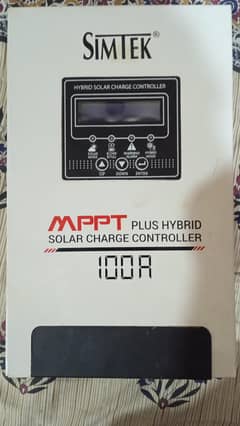 SIMTEK®
HYBRID SOLAR CHARGE CONTROLLER
UP DOWN ENTER
MPPT PLUS HYBRID
SOLAR CHARGE CONTROLLER
100A